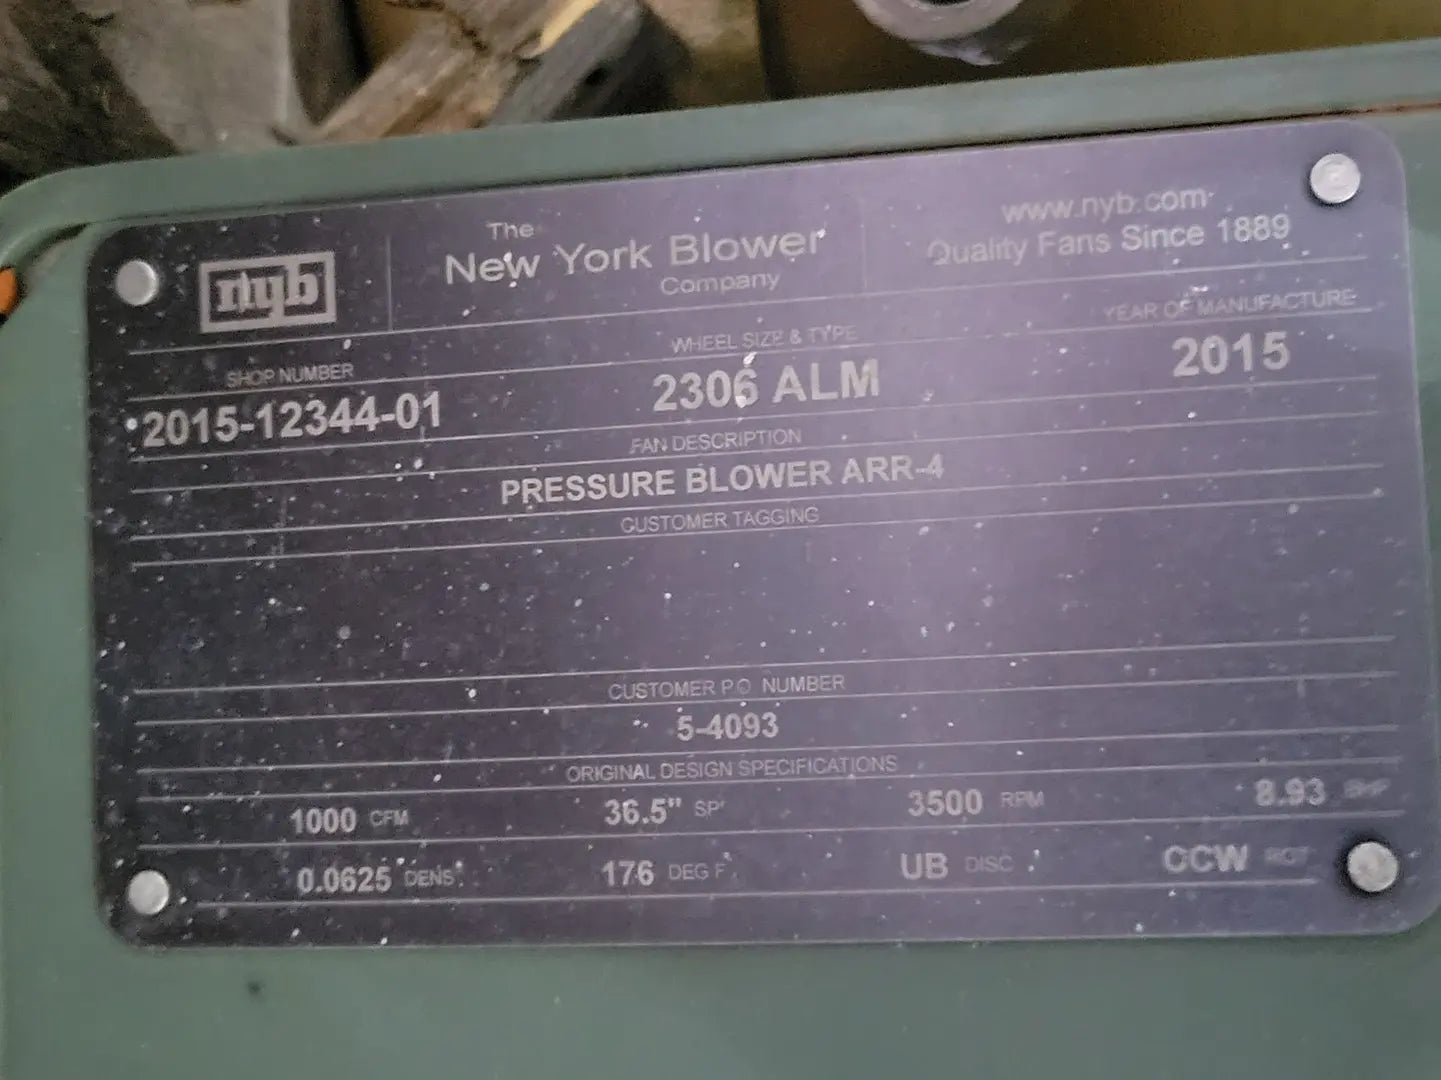 nyb
The
New York Blower
Company
www.nyb.com
Quality Fans Since 1889
SHOP NUMBER
WHEEL SIZE & TYPE
YEAR OF MANUFACTURE
2015-12344-01
2306 ALM
2015
FAN DESCRIPTION
PRESSURE BLOWER ARR-4
CUSTOMER TAGGING
CUSTOMER P.O. NUMBER
5-4093
ORIGINAL DESIGN SPECIFICATIONS
1000 CFM 36.5" SP 3500 RPM 8.93 BHP
0.0625 DENS. 176 DEG F. UB DISC. CCW ROT